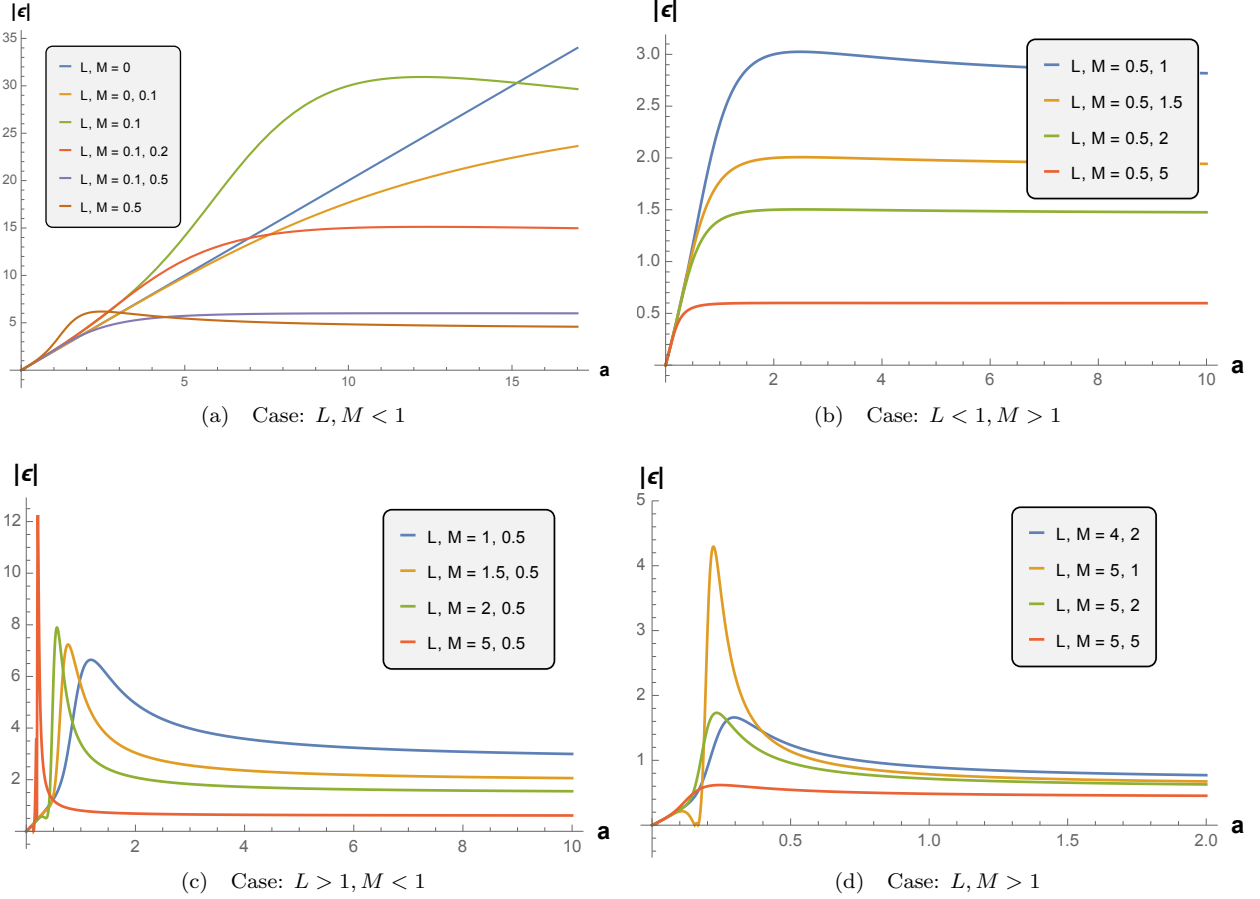 |ϵ|
35
30
25
20
15
10
5
5
10
15
a
L, M = 0
L, M = 0, 0.1
L, M = 0.1
L, M = 0.1, 0.2
L, M = 0.1, 0.5
L, M = 0.5
(a) Case: L, M < 1
|ϵ|
3.0
2.5
2.0
1.5
1.0
0.5
2
4
6
8
10
a
L, M = 0.5, 1
L, M = 0.5, 1.5
L, M = 0.5, 2
L, M = 0.5, 5
(b) Case: L < 1, M > 1
|ϵ|
12
10
8
6
4
2
2
4
6
8
10
a
L, M = 1, 0.5
L, M = 1.5, 0.5
L, M = 2, 0.5
L, M = 5, 0.5
(c) Case: L > 1, M < 1
|ϵ|
5
4
3
2
1
0.5
1.0
1.5
2.0
a
L, M = 4, 2
L, M = 5, 1
L, M = 5, 2
L, M = 5, 5
(d) Case: L, M > 1